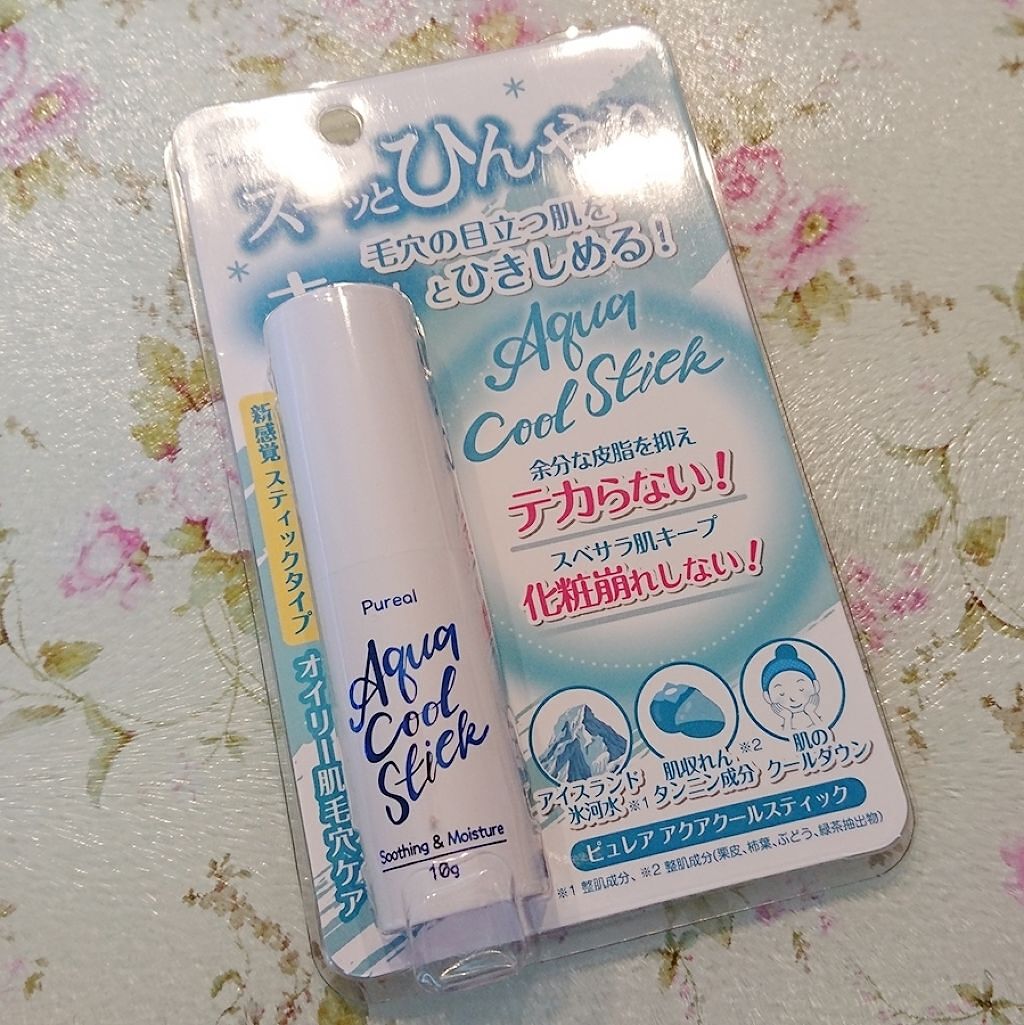 スーッとひんやり
毛穴の目立つ肌を
とひきしめる！
Aqua
Cool Stick
余分な皮脂を抑え
テカらない！
スベサラ肌キープ
化粧崩れしない！
新感覚 スティックタイプ
オイリー肌毛穴ケア
Pureal
Aqua
Cool
Stick
Soothing & Moisture
10g
アイスランド
氷河水 ※1
肌収れん ※2
タンニン成分
肌の
クールダウン
ピュレア アクアクールスティック
※1 整肌成分、※2 整肌成分(栗皮、柿葉、ぶどう、緑茶抽出物)